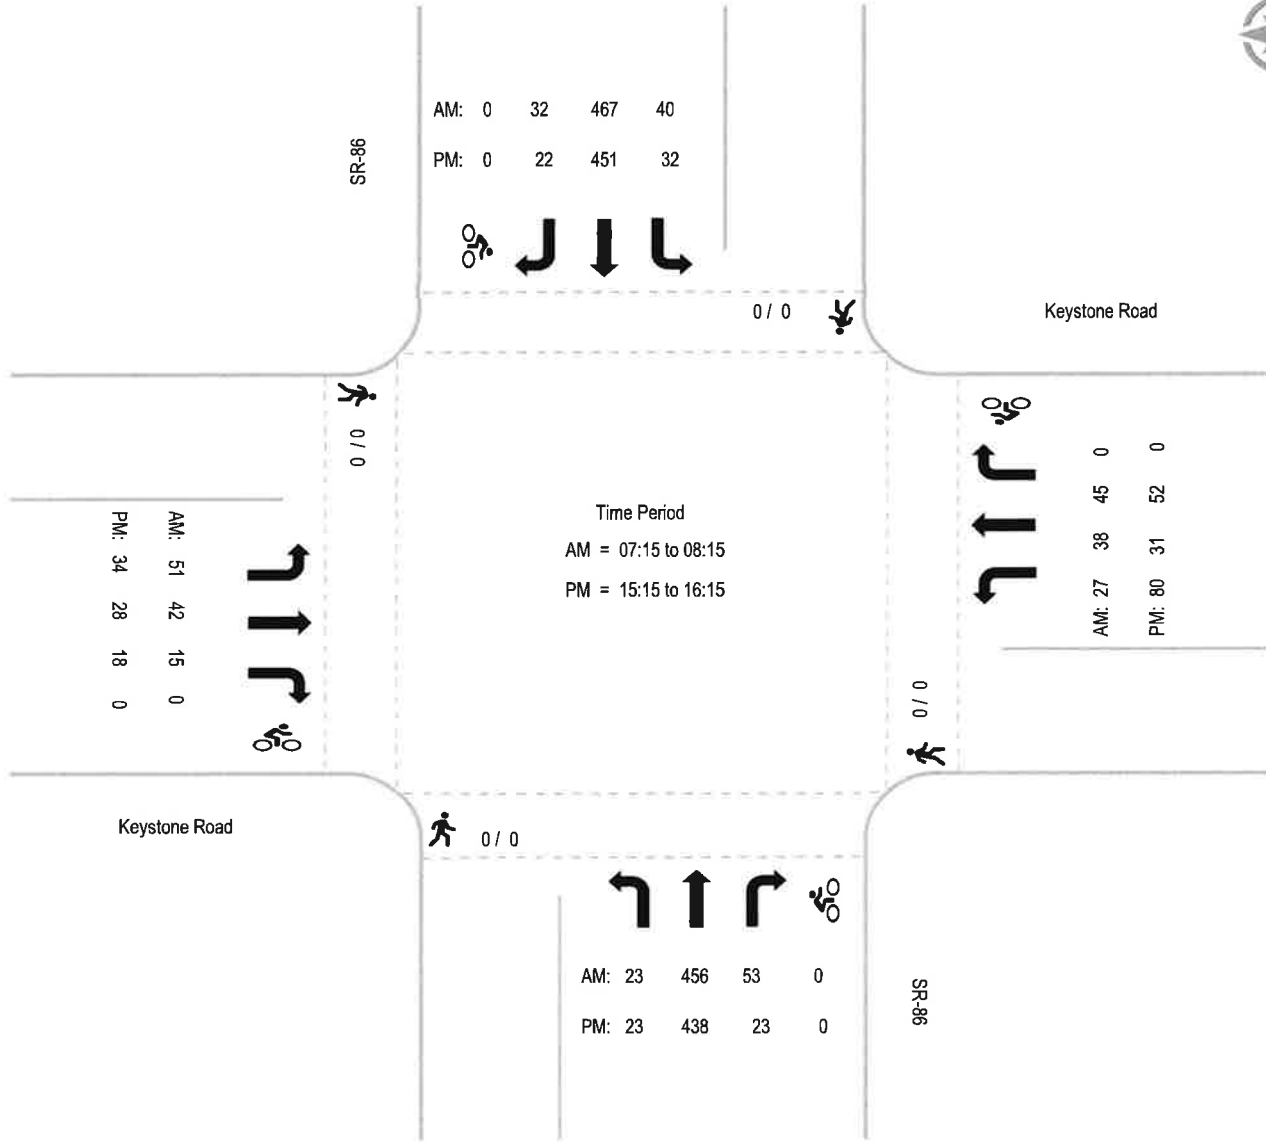 SR-86
AM: 0 32 467 40
PM: 0 22 451 32
0 / 0
Keystone Road
0 / 0
AM: 51 42 15 0
PM: 34 28 18 0
Time Period
AM = 07:15 to 08:15
PM = 15:15 to 16:15
AM: 27 38 45 0
PM: 80 31 52 0
0 / 0
Keystone Road
0 / 0
AM: 23 456 53 0
PM: 23 438 23 0
SR-86